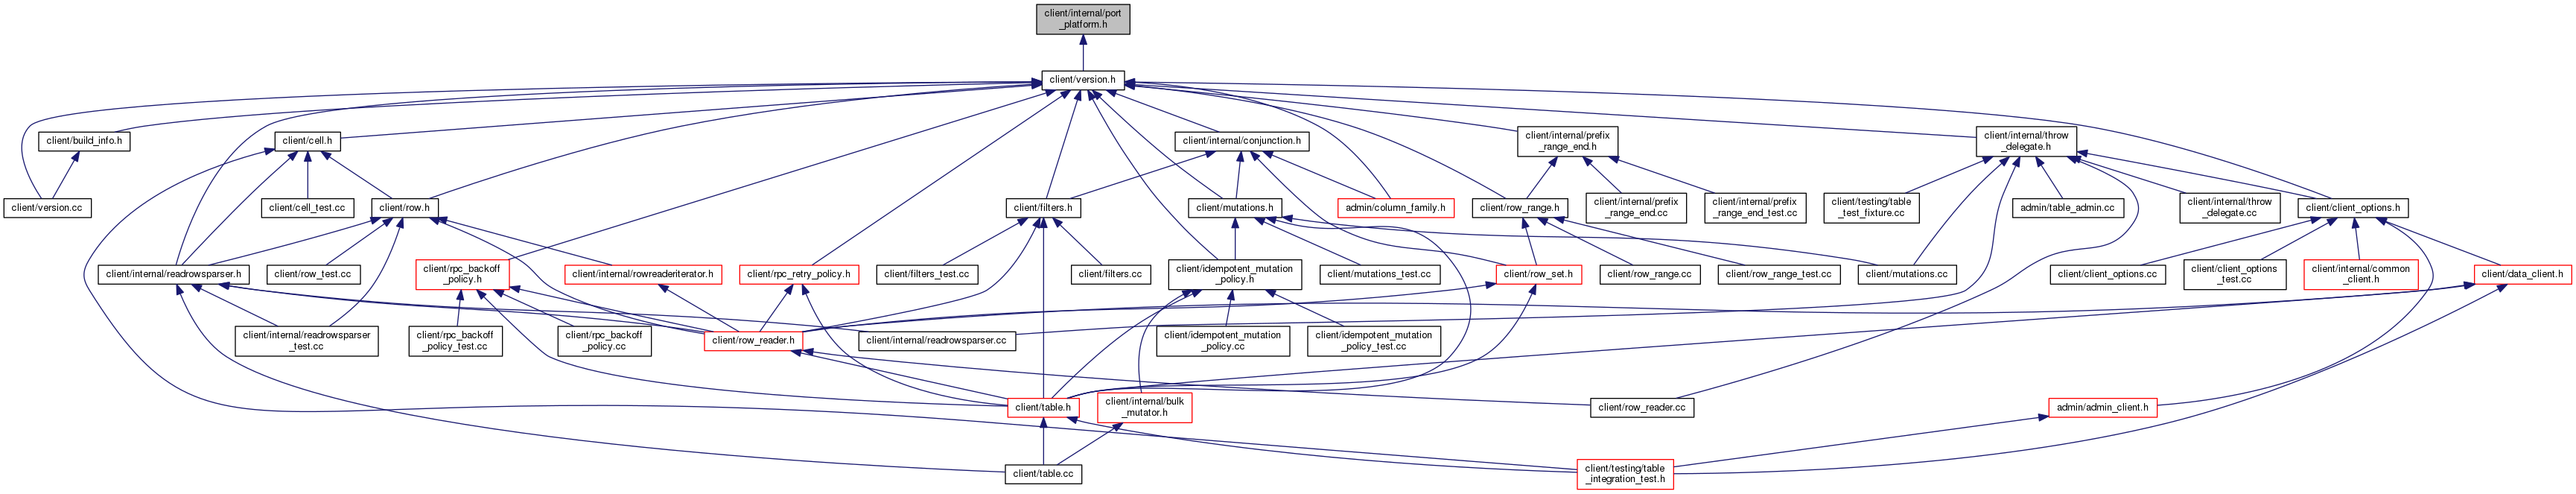 client/internal/port
_platform.h
client/version.h
client/build_info.h
client/cell.h
client/internal/conjunction.h
client/internal/prefix
_range_end.h
client/internal/throw
_delegate.h
client/version.cc
client/cell_test.cc
client/row.h
client/filters.h
client/mutations.h
admin/column_family.h
client/row_range.h
client/internal/prefix
_range_end.cc
client/internal/prefix
_range_end_test.cc
client/testing/table
_test_fixture.cc
admin/table_admin.cc
client/internal/throw
_delegate.cc
client/client_options.h
client/internal/readrowsparser.h
client/row_test.cc
client/rpc_backoff
_policy.h
client/internal/rowreaderiterator.h
client/rpc_retry_policy.h
client/filters_test.cc
client/filters.cc
client/idempotent_mutation
_policy.h
client/mutations_test.cc
client/row_set.h
client/row_range.cc
client/row_range_test.cc
client/mutations.cc
client/client_options.cc
client/client_options
_test.cc
client/internal/common
_client.h
client/data_client.h
client/internal/readrowsparser
_test.cc
client/rpc_backoff
_policy_test.cc
client/rpc_backoff
_policy.cc
client/row_reader.h
client/internal/readrowsparser.cc
client/idempotent_mutation
_policy.cc
client/idempotent_mutation
_policy_test.cc
client/table.h
client/internal/bulk
_mutator.h
client/row_reader.cc
admin/admin_client.h
client/table.cc
client/testing/table
_integration_test.h